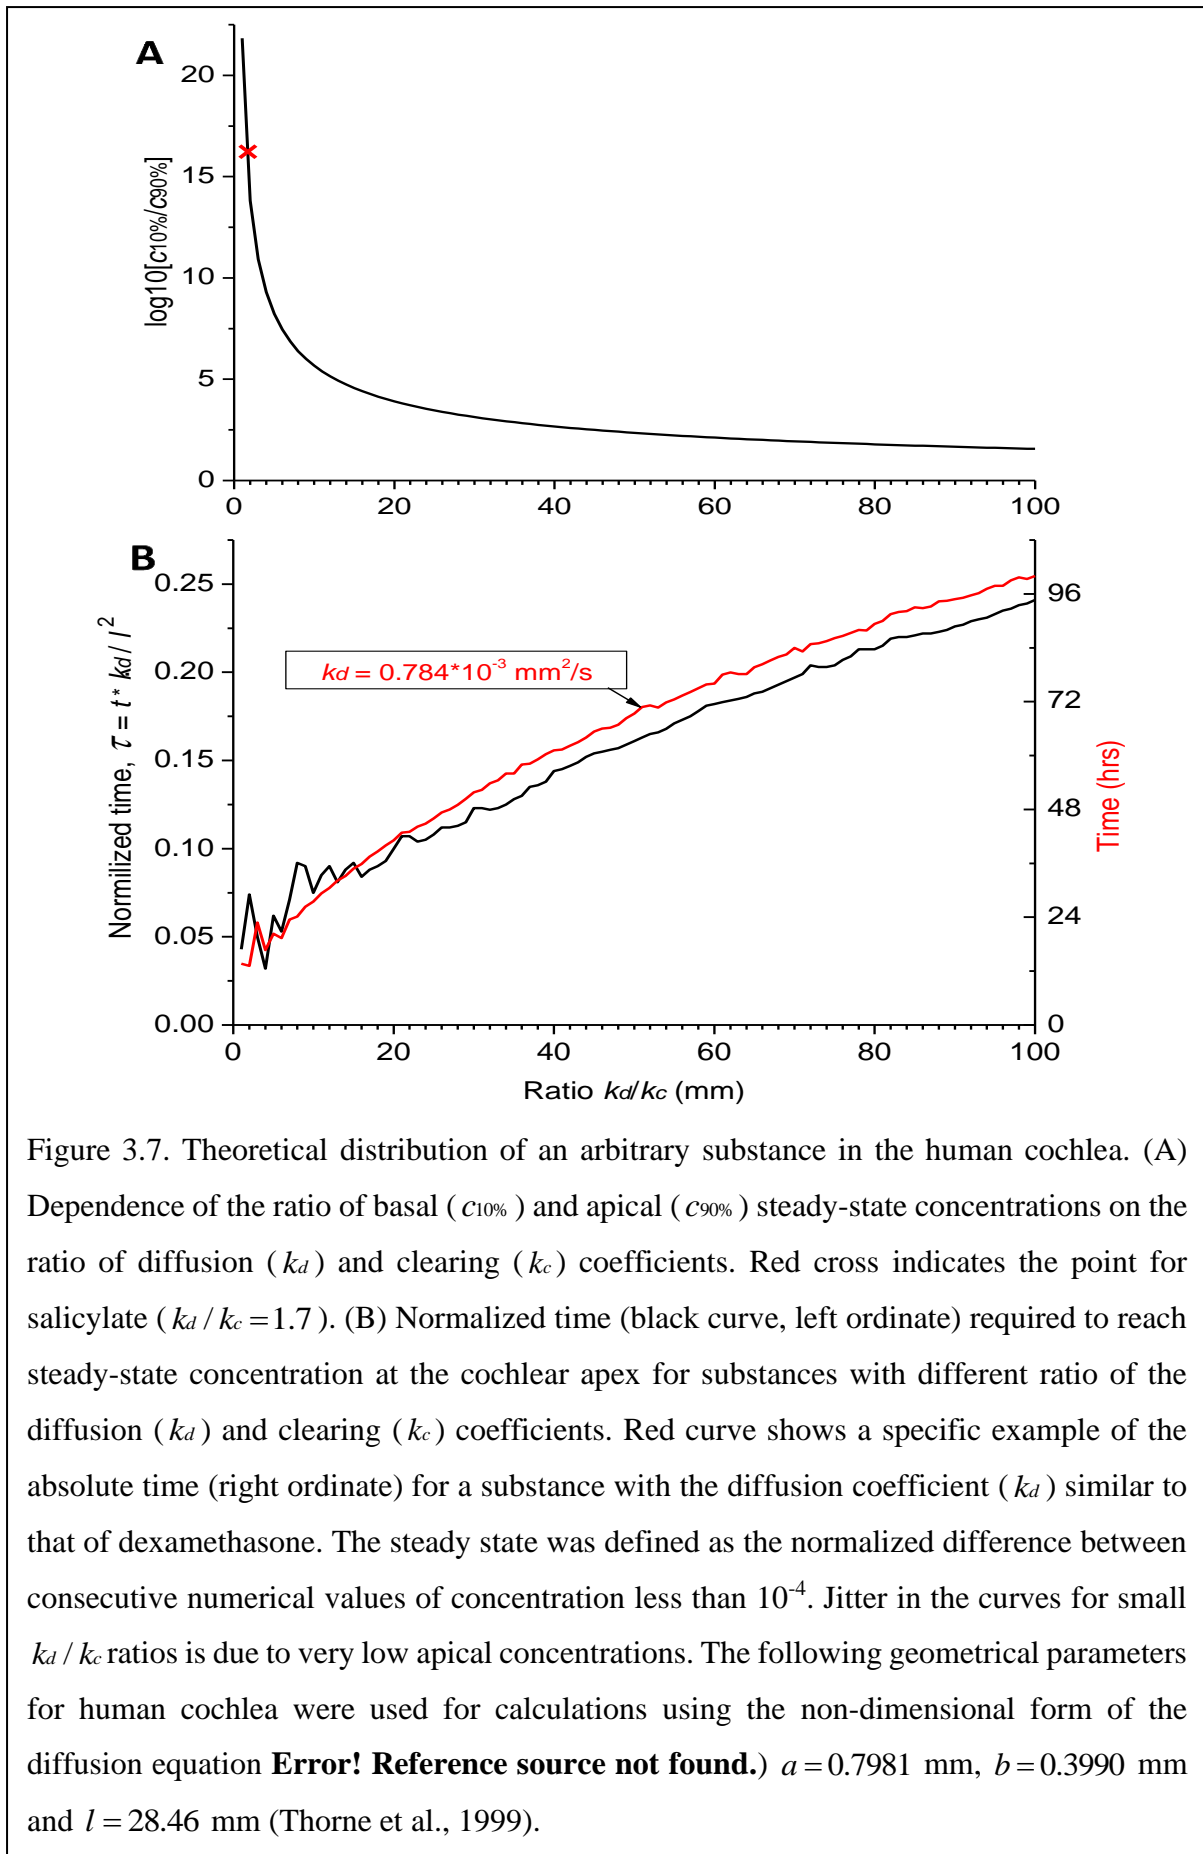 A
20
15
10
5
0
log10[c10%/c90%]
0 20 40 60 80 100
B
0.25
0.20
0.15
0.10
0.05
0.00
Normilized time, τ = t* kd/ l²
kd = 0.784*10⁻³ mm²/s
96
72
48
24
0
Time (hrs)
0 20 40 60 80 100
Ratio kd/kc (mm)
Figure 3.7. Theoretical distribution of an arbitrary substance in the human cochlea. (A)
Dependence of the ratio of basal (c10%) and apical (c90%) steady-state concentrations on the
ratio of diffusion (kd) and clearing (kc) coefficients. Red cross indicates the point for
salicylate (kd / kc = 1.7). (B) Normalized time (black curve, left ordinate) required to reach
steady-state concentration at the cochlear apex for substances with different ratio of the
diffusion (kd) and clearing (kc) coefficients. Red curve shows a specific example of the
absolute time (right ordinate) for a substance with the diffusion coefficient (kd) similar to
that of dexamethasone. The steady state was defined as the normalized difference between
consecutive numerical values of concentration less than 10⁻⁴. Jitter in the curves for small
kd / kc ratios is due to very low apical concentrations. The following geometrical parameters
for human cochlea were used for calculations using the non-dimensional form of the
diffusion equation Error! Reference source not found.) a = 0.7981 mm, b = 0.3990 mm
and l = 28.46 mm (Thorne et al., 1999).